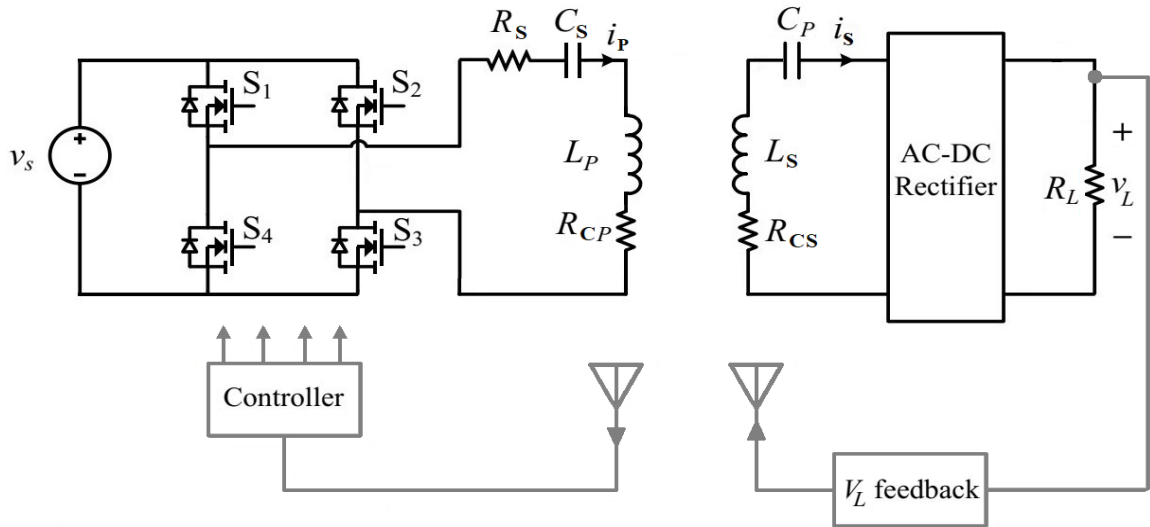 R_S
C_S
i_P
C_P
i_S
S_1
S_2
v_s
+
−
L_P
L_S
AC-DC
Rectifier
R_L
+
v_L
−
S_4
S_3
R_CP
R_CS
Controller
V_L feedback